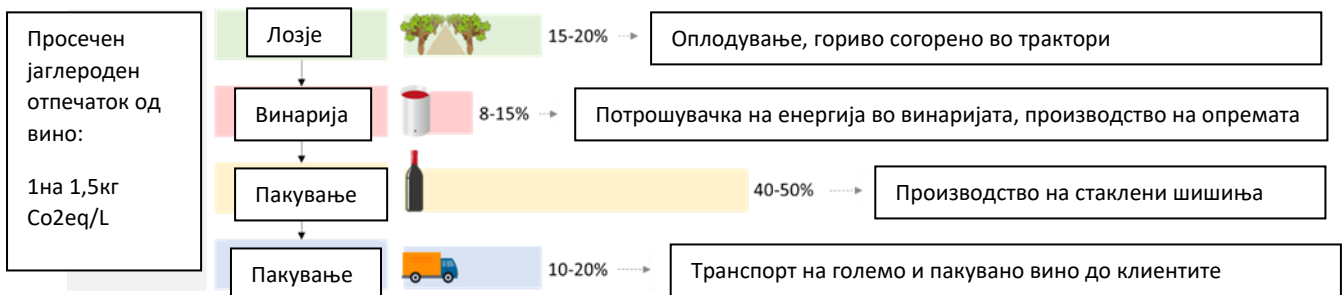 Просечен
јаглероден
отпечаток од
вино:
1на 1,5кг
Co2eq/L
Лозје
15-20%
Оплодување, гориво согорено во трактори
Винарија
8-15%
Потрошувачка на енергија во винаријата, производство на опремата
Пакување
40-50%
Производство на стаклени шишиња
Пакување
10-20%
Транспорт на големо и пакувано вино до клиентите